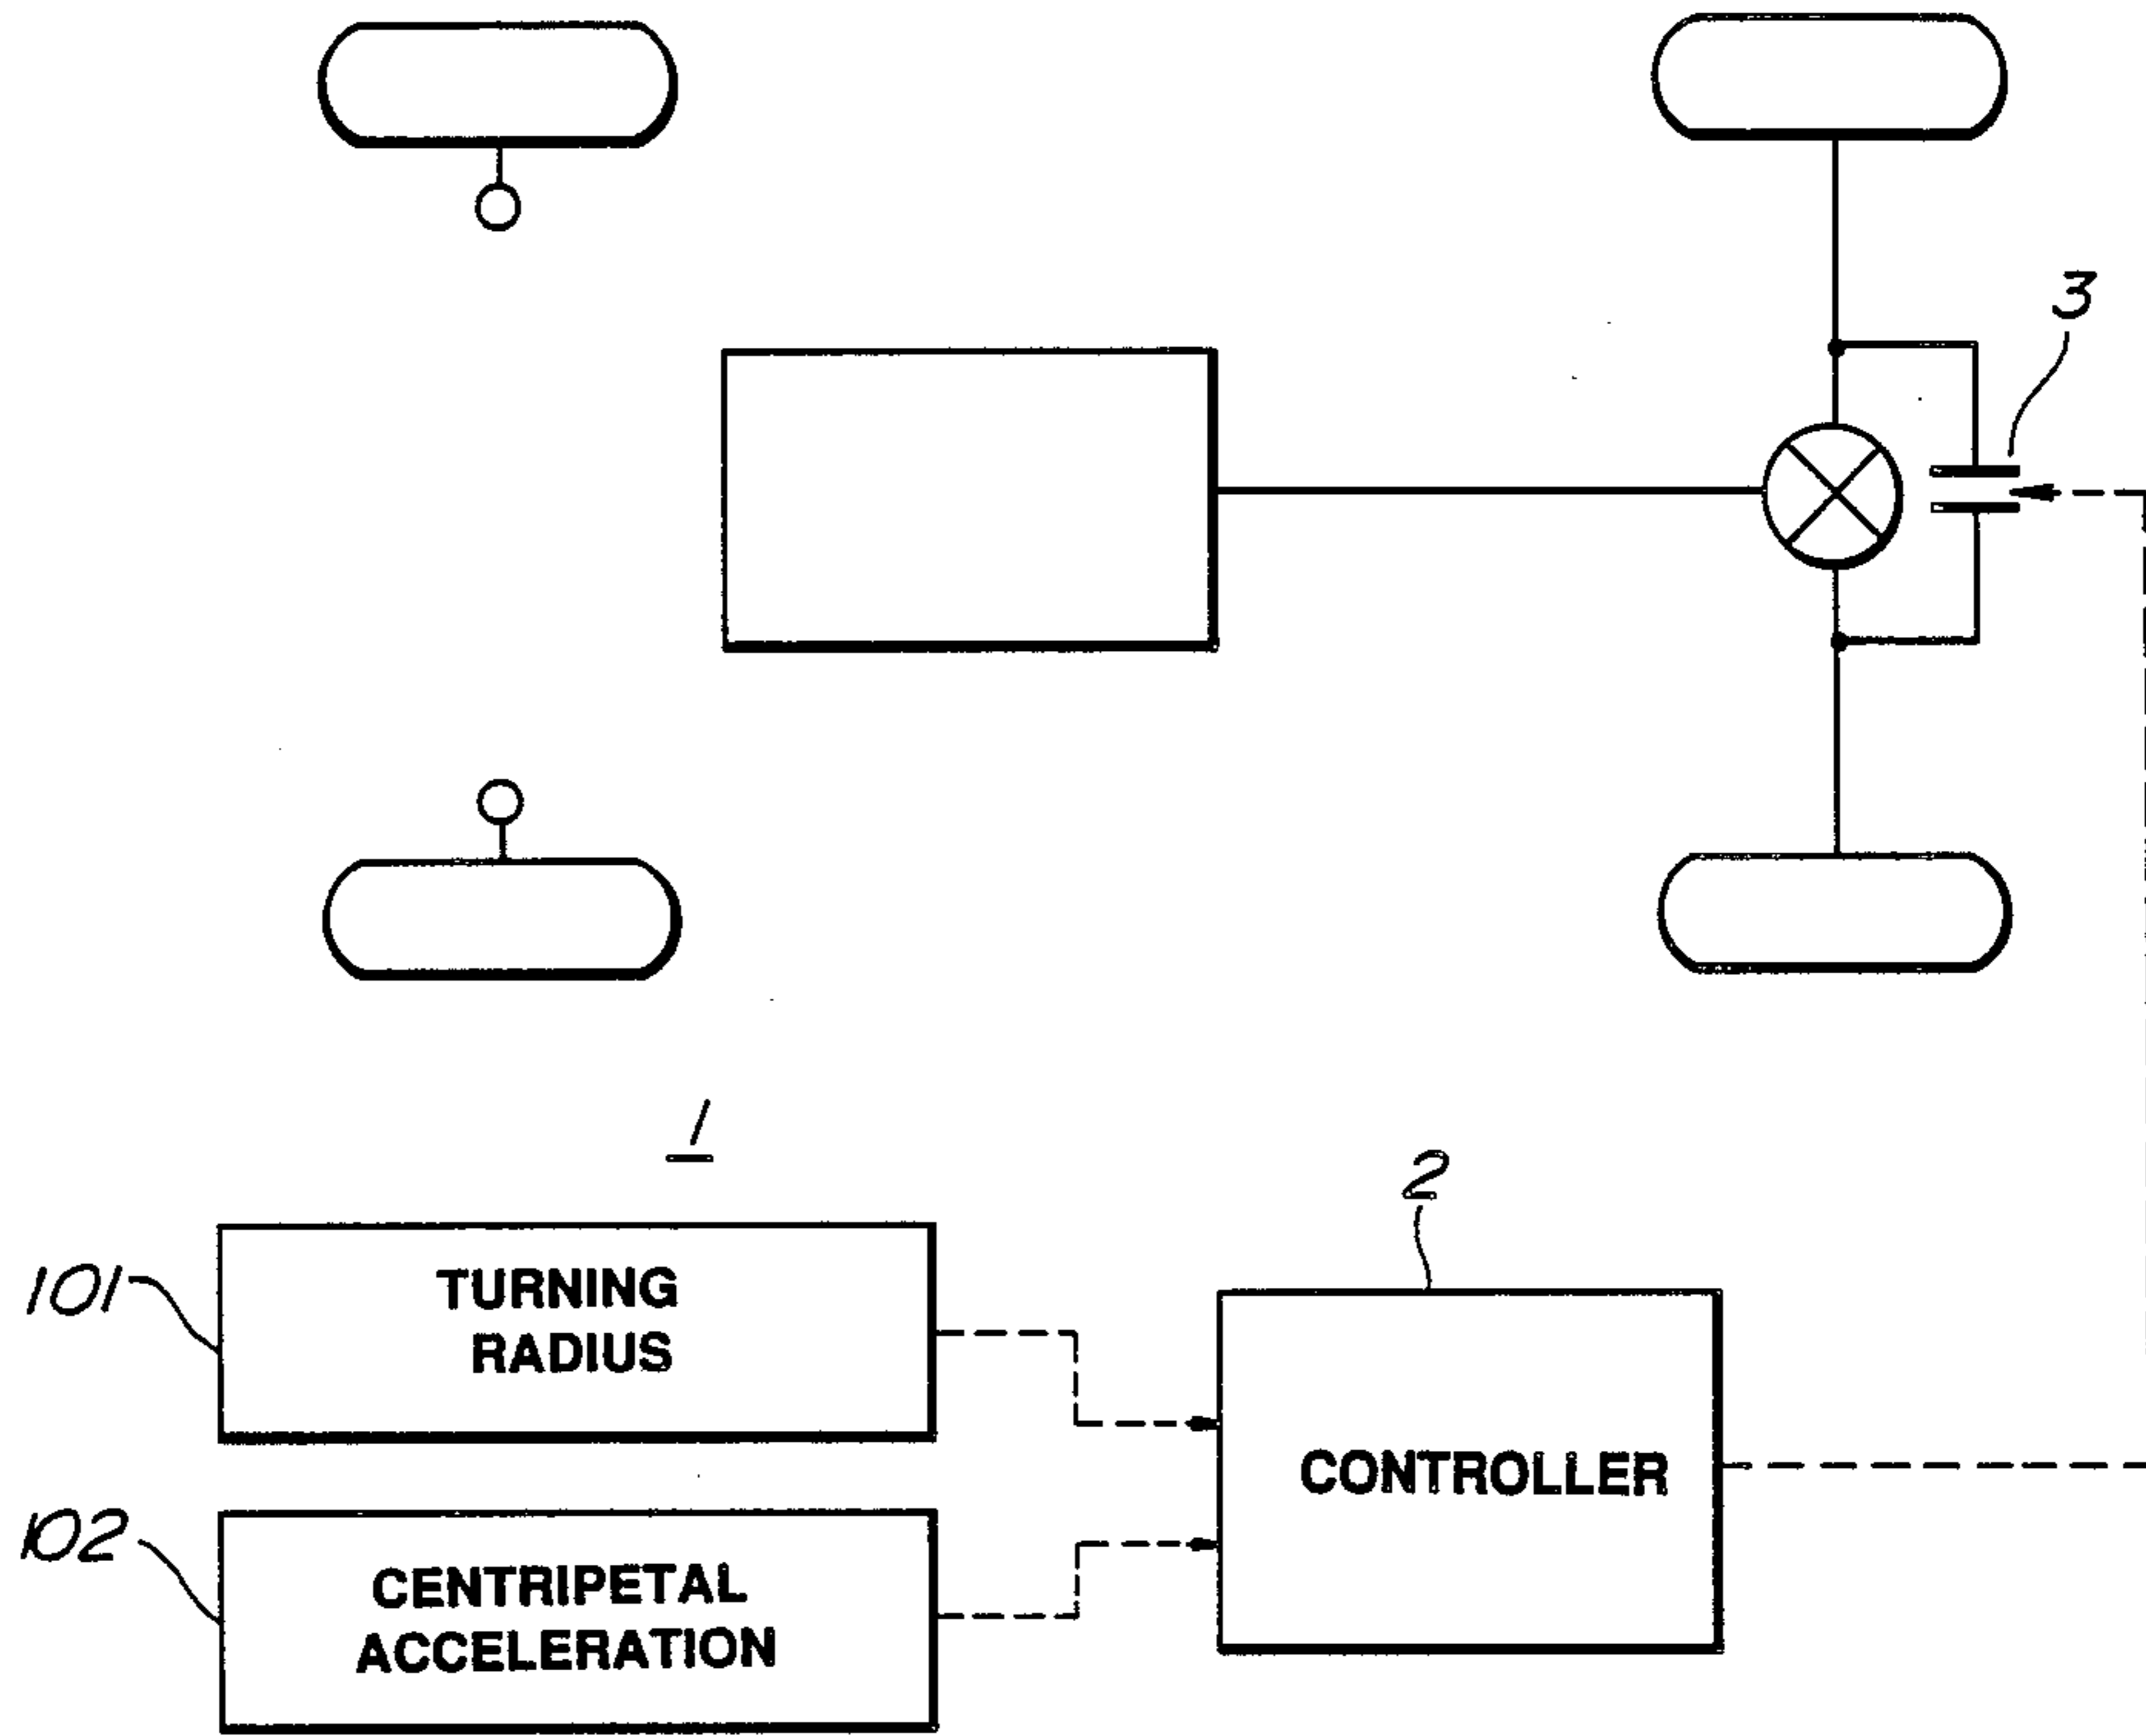 3
1
2
101
TURNING
RADIUS
CONTROLLER
102
CENTRIPETAL
ACCELERATION